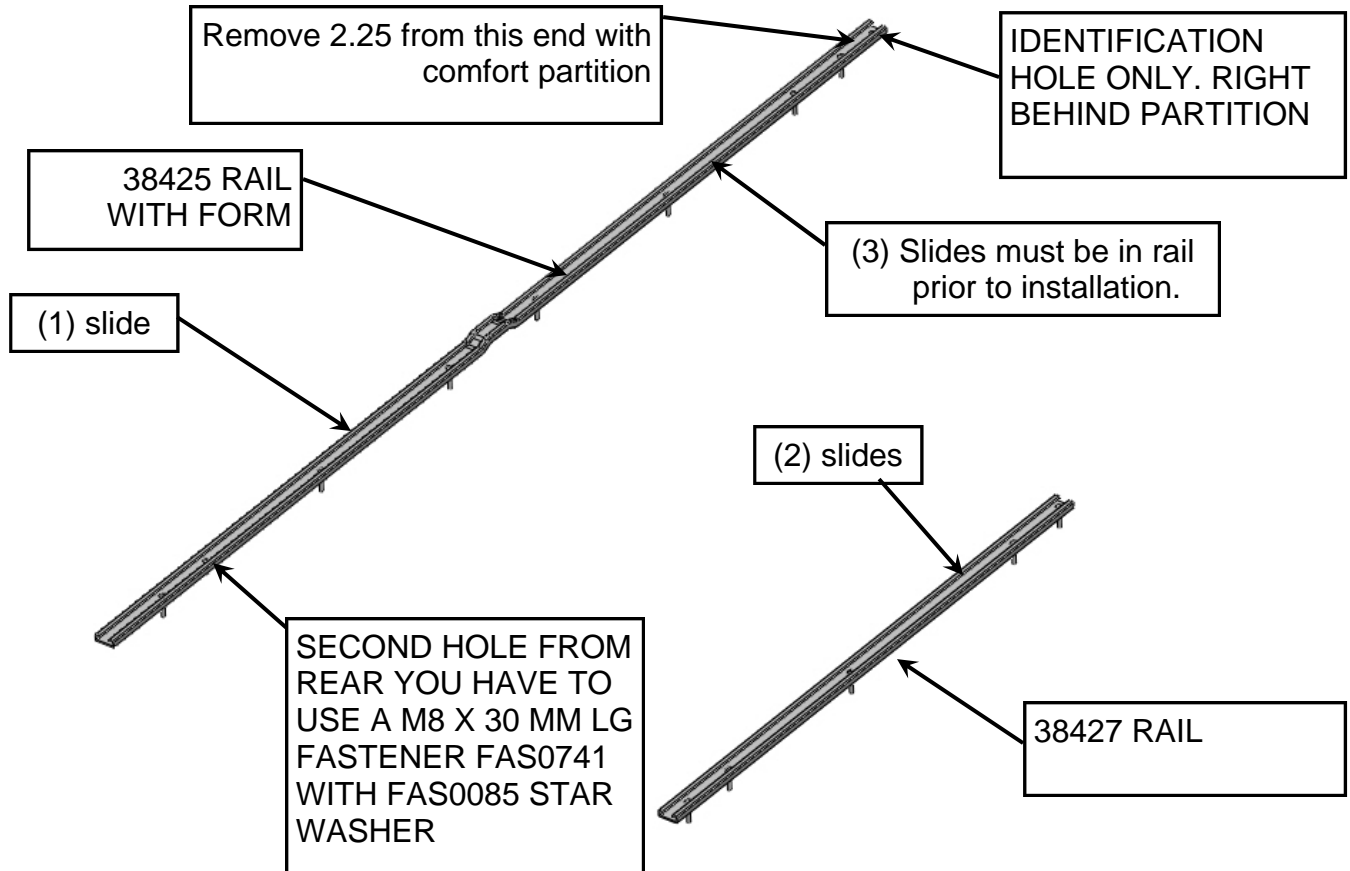 Remove 2.25 from this end with
comfort partition
IDENTIFICATION
HOLE ONLY. RIGHT
BEHIND PARTITION
38425 RAIL
WITH FORM
(3) Slides must be in rail
prior to installation.
(1) slide
(2) slides
SECOND HOLE FROM
REAR YOU HAVE TO
USE A M8 X 30 MM LG
FASTENER FAS0741
WITH FAS0085 STAR
WASHER
38427 RAIL